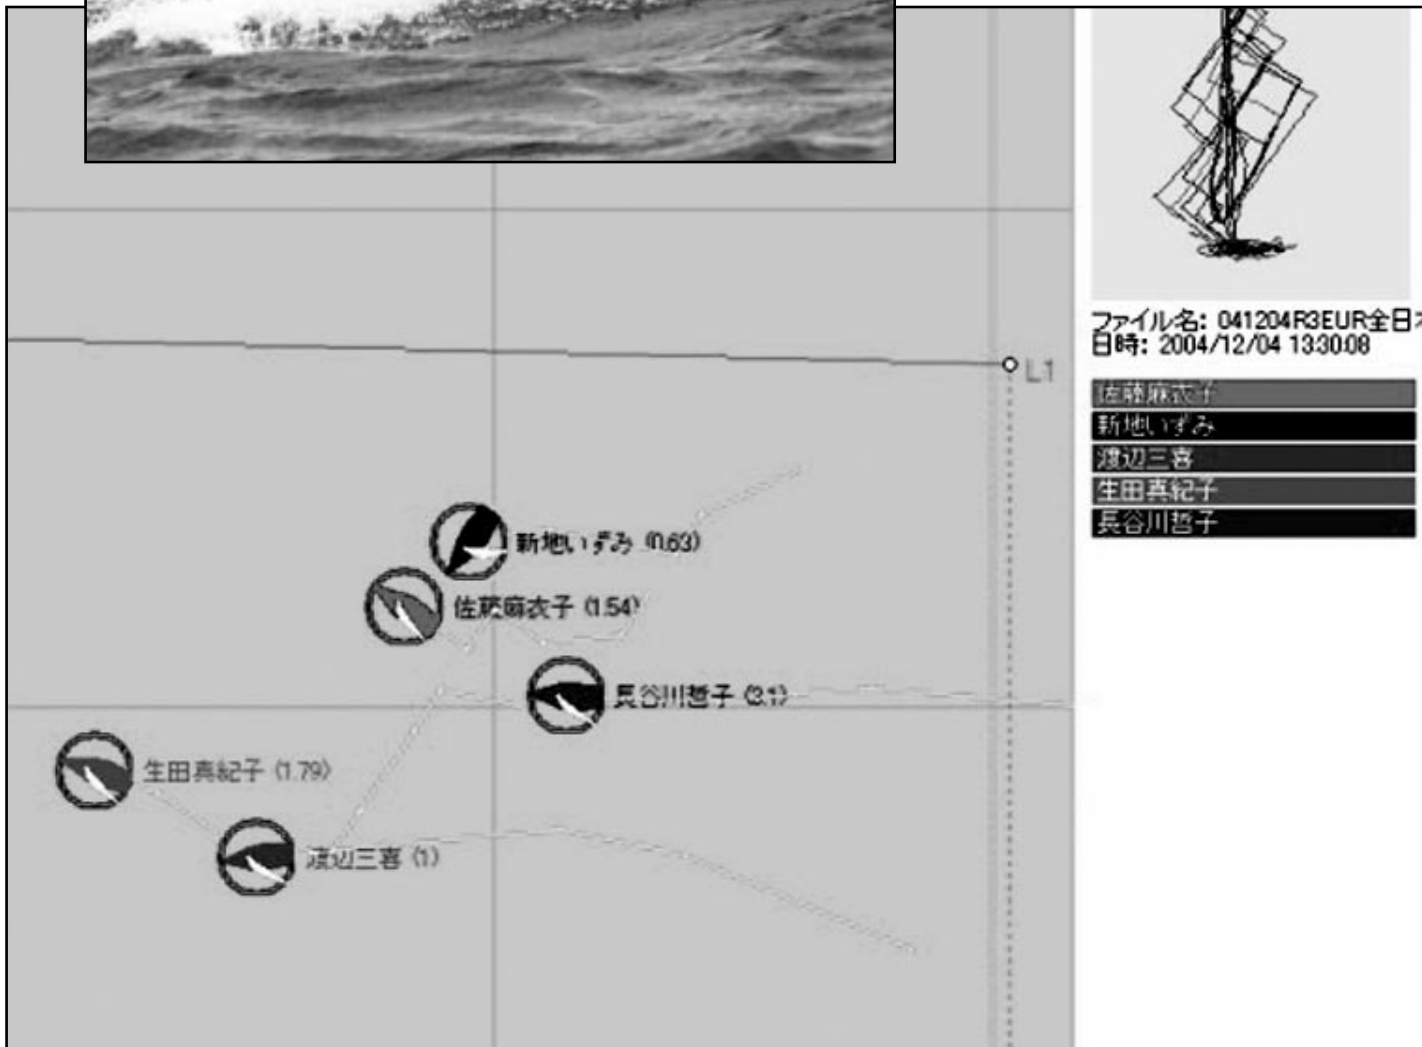 ファイル名: 041204R3EUR全日
日時: 2004/12/04 13:30:08
佐藤麻衣子
新地いずみ
渡辺三喜
生田真紀子
長谷川哲子
L1
新地いずみ (0.63)
佐藤麻衣子 (1.54)
長谷川哲子 (3.1)
生田真紀子 (1.79)
渡辺三喜 (1)